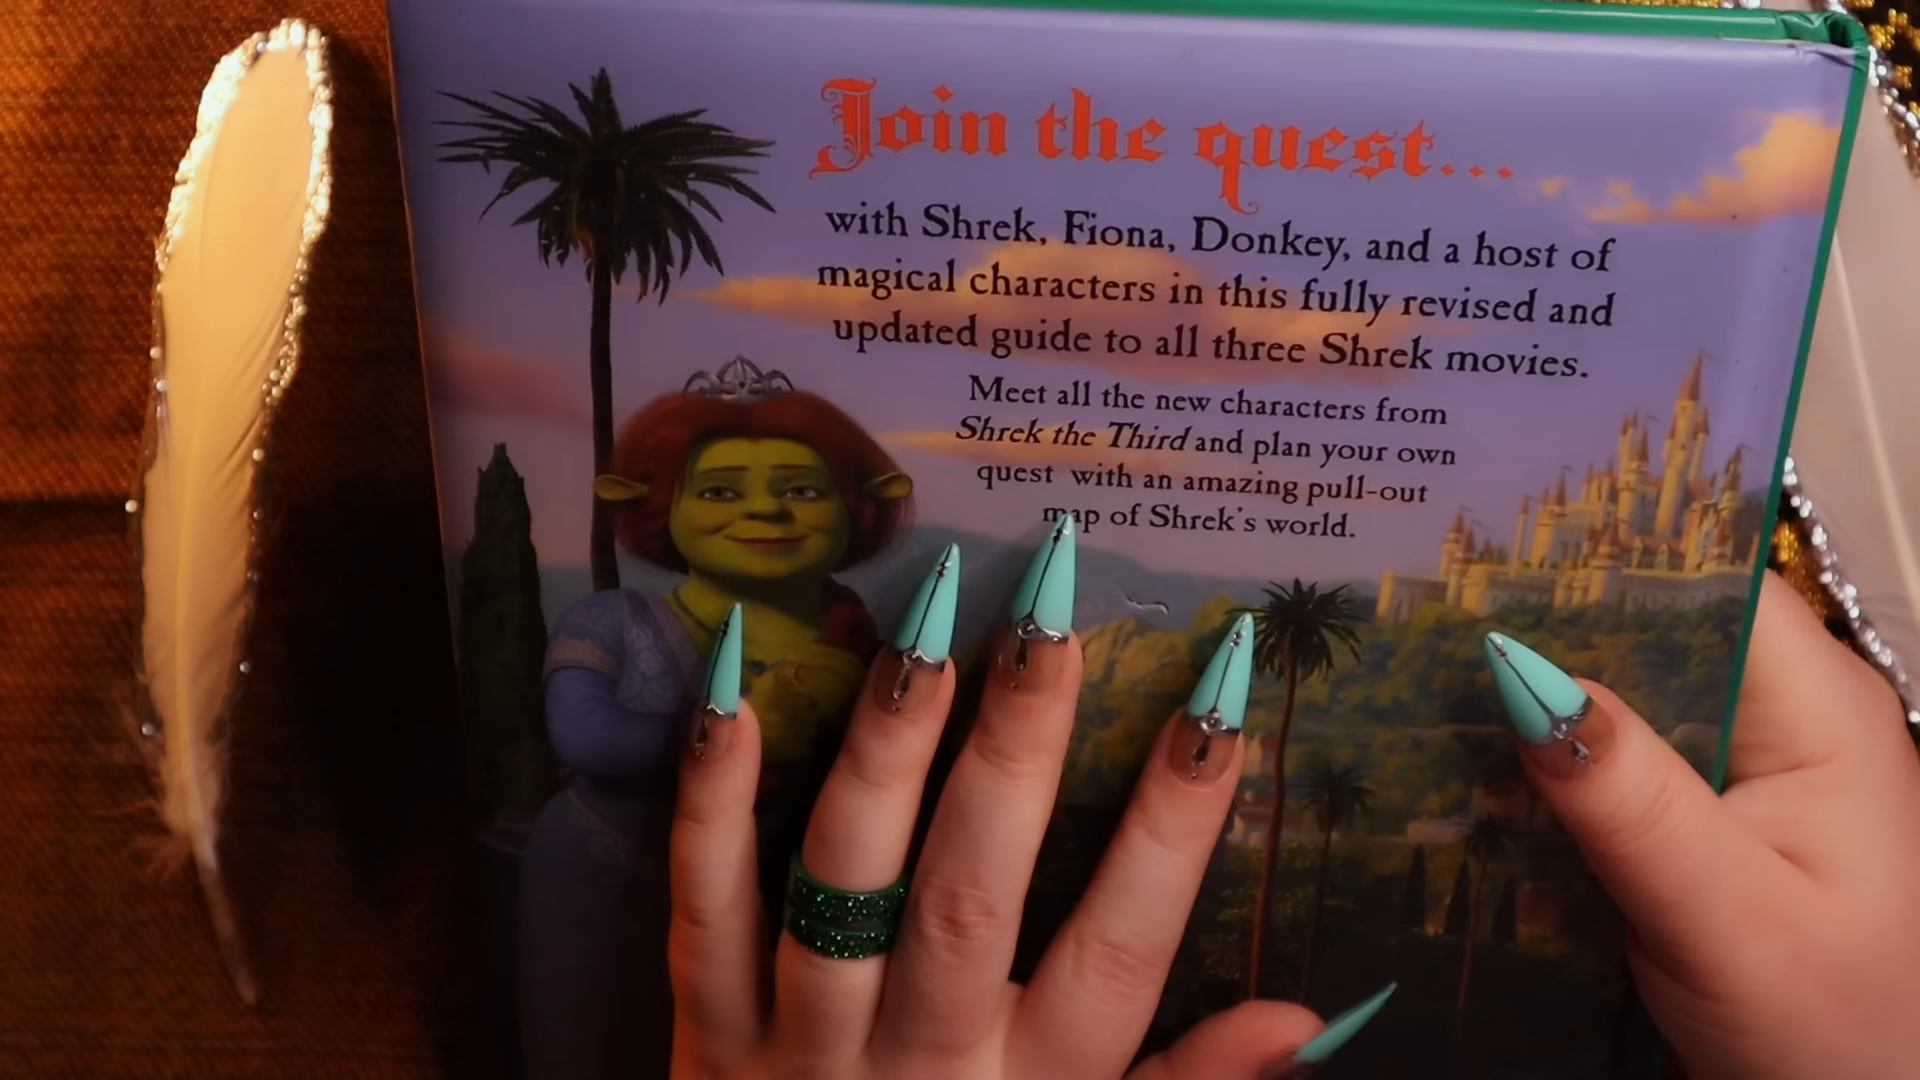 Join the quest...
with Shrek, Fiona, Donkey, and a host of
magical characters in this fully revised and
updated guide to all three Shrek movies.
Meet all the new characters from
Shrek the Third and plan your own
quest with an amazing pull-out
map of Shrek's world.